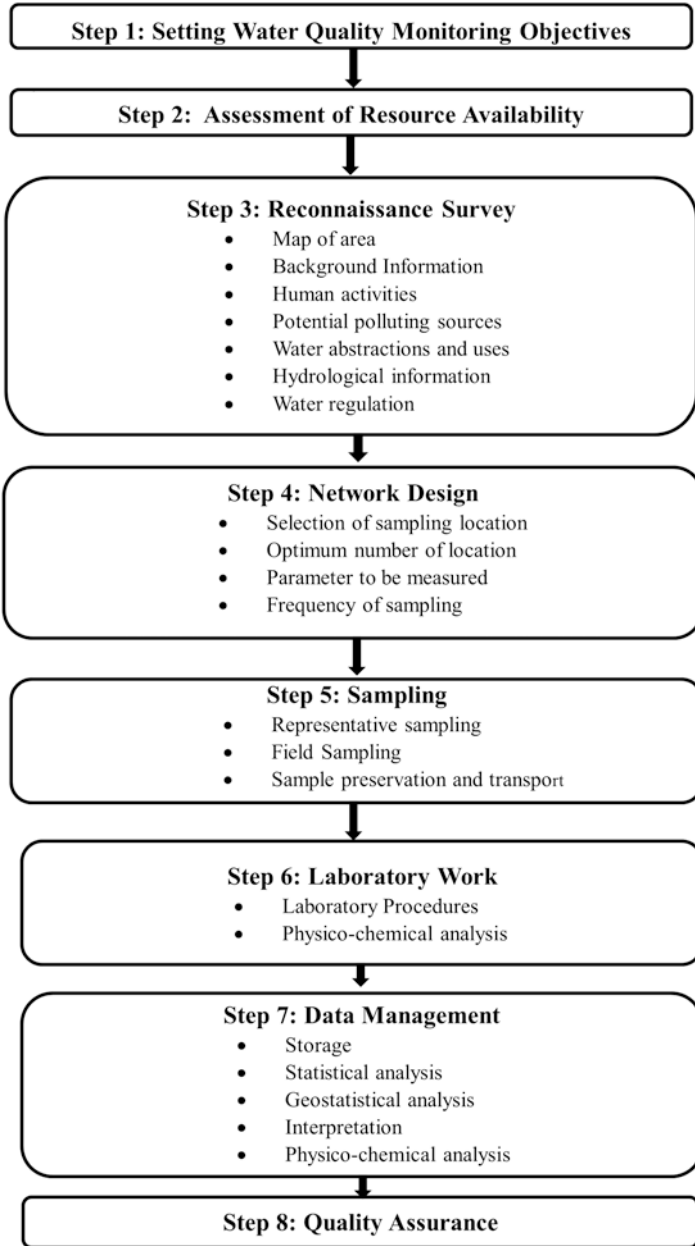 Step 1: Setting Water Quality Monitoring Objectives
Step 2: Assessment of Resource Availability
Step 3: Reconnaissance Survey
• Map of area
• Background Information
• Human activities
• Potential polluting sources
• Water abstractions and uses
• Hydrological information
• Water regulation
Step 4: Network Design
• Selection of sampling location
• Optimum number of location
• Parameter to be measured
• Frequency of sampling
Step 5: Sampling
• Representative sampling
• Field Sampling
• Sample preservation and transport
Step 6: Laboratory Work
• Laboratory Procedures
• Physico-chemical analysis
Step 7: Data Management
• Storage
• Statistical analysis
• Geostatistical analysis
• Interpretation
• Physico-chemical analysis
Step 8: Quality Assurance